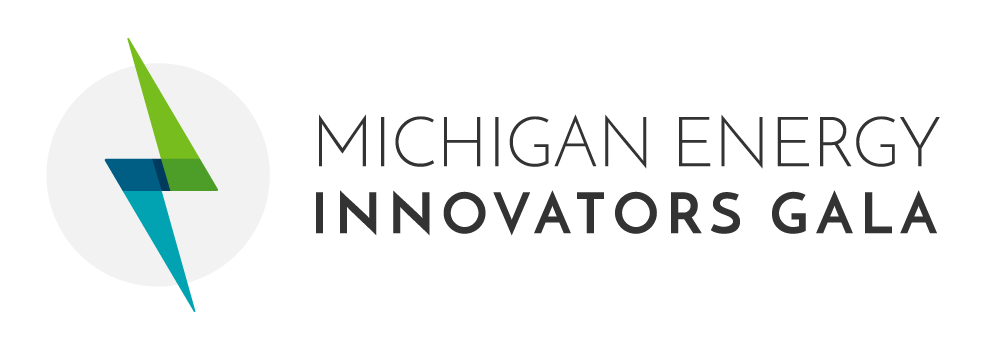 MICHIGAN ENERGY
INNOVATORS GALA